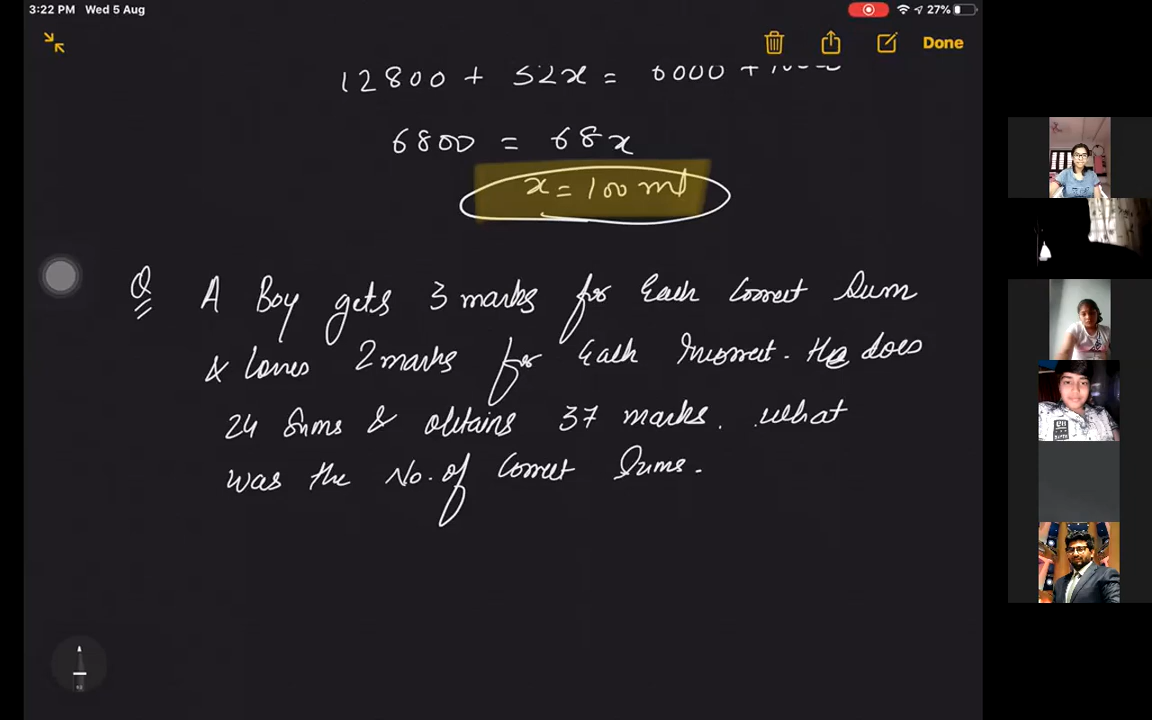 3:22 PM Wed 5 Aug
27%
Done
12800 + 52x = 6000 +
6800 = 68x
x = 100 ml
Q A Boy gets 3 marks for Each Correct Sum
& loses 2 marks for Each Incorrect. He does
24 Sums & obtains 37 marks. what
was the No. of Correct Sums.